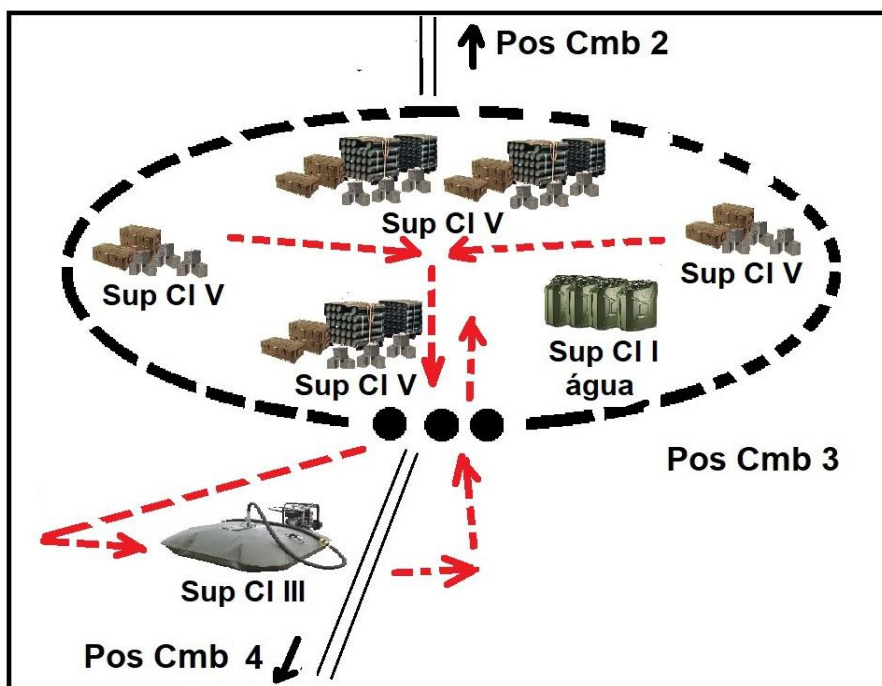 Pos Cmb 2
Sup Cl V
Sup Cl V
Sup Cl V
Sup Cl V
Sup Cl I
água
Pos Cmb 3
Sup Cl III
Pos Cmb 4